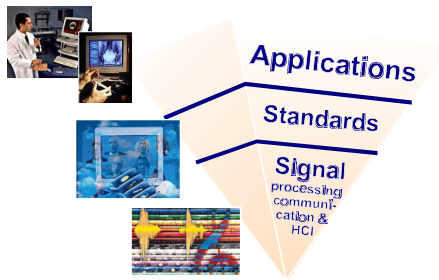 Applications
Standards
Signal
processing
communi-
cation &
HCI